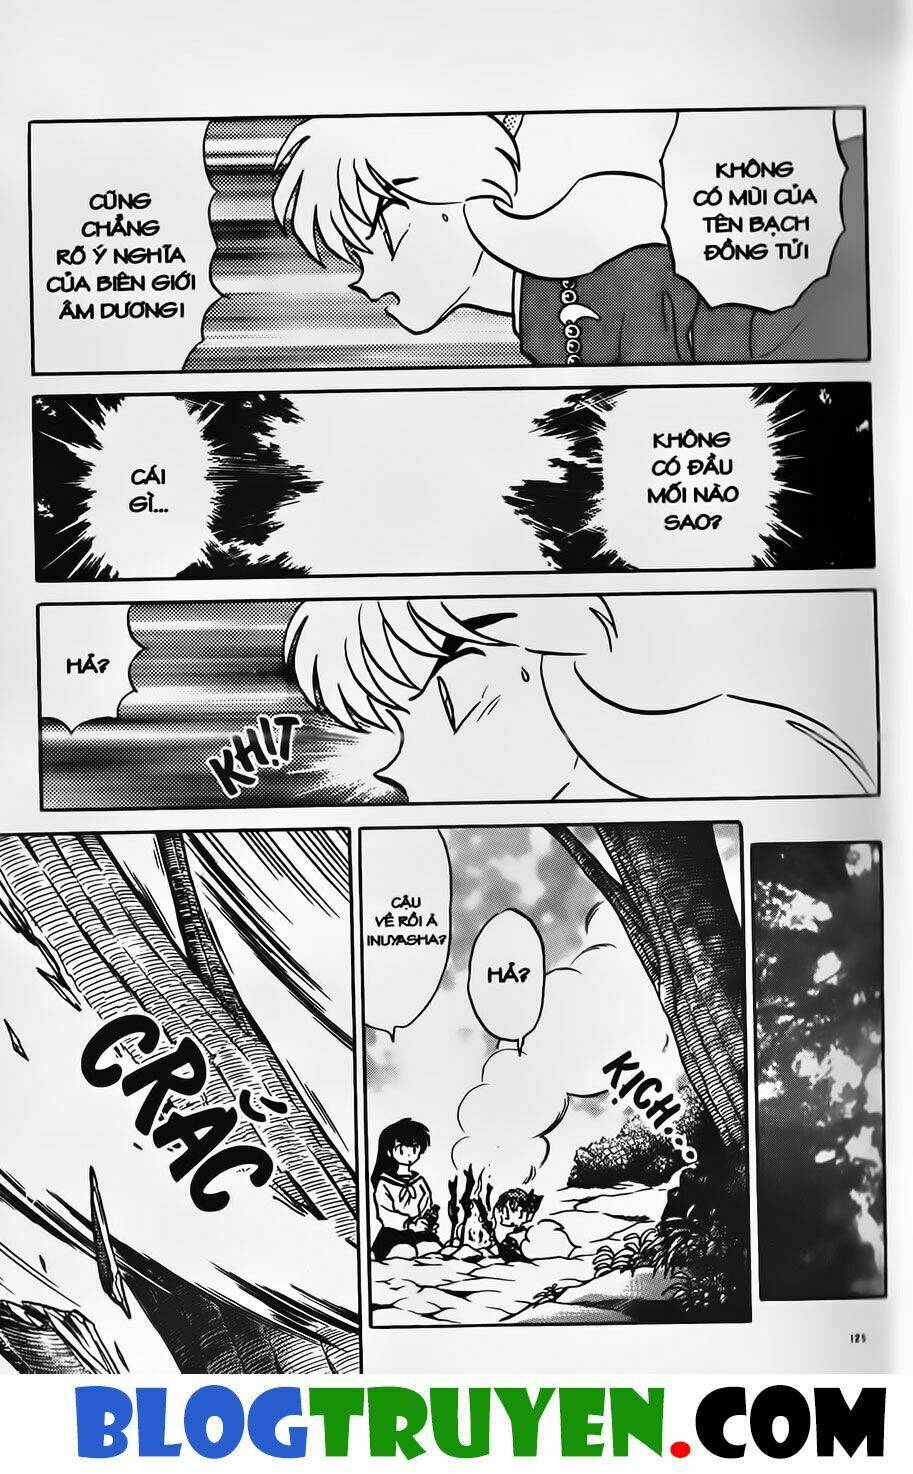 KHÔNG
CÓ MÙI CỦA
TÊN BẠCH
ĐỒNG TỬ!
CŨNG
CHẲNG
RÕ Ý NGHĨA
CỦA BIÊN GIỚI
ÂM DƯƠNG!
KHÔNG
CÓ ĐẦU
MỐI NÀO
SAO?
CÁI
GÌ...
HẢ?
KHỊT
KỊCH...
HẢ?
CẬU
VỀ RỒI À
INUYASHA?
CRẮC
129
BLOGTRUYEN.COM